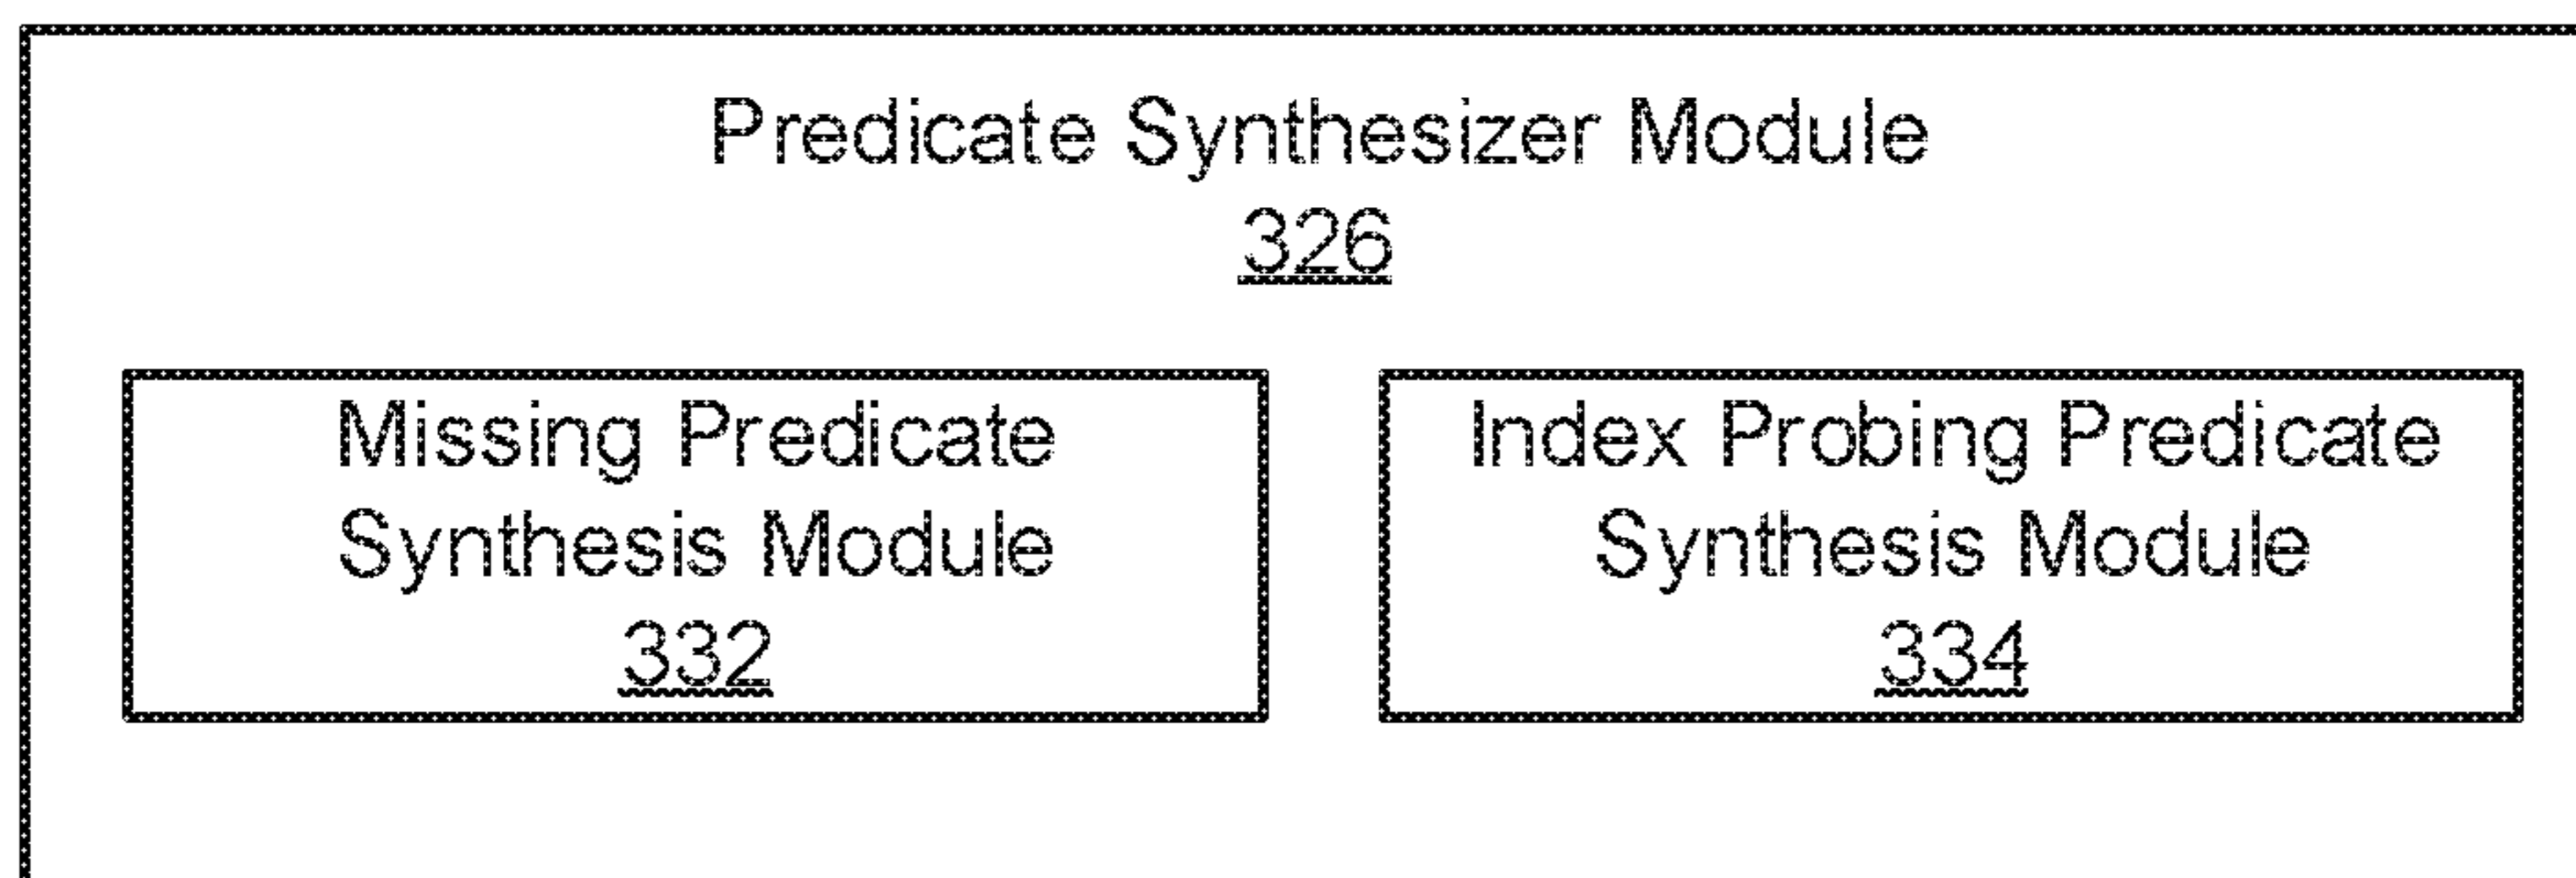 Predicate Synthesizer Module
326
Missing Predicate
Synthesis Module
332
Index Probing Predicate
Synthesis Module
334